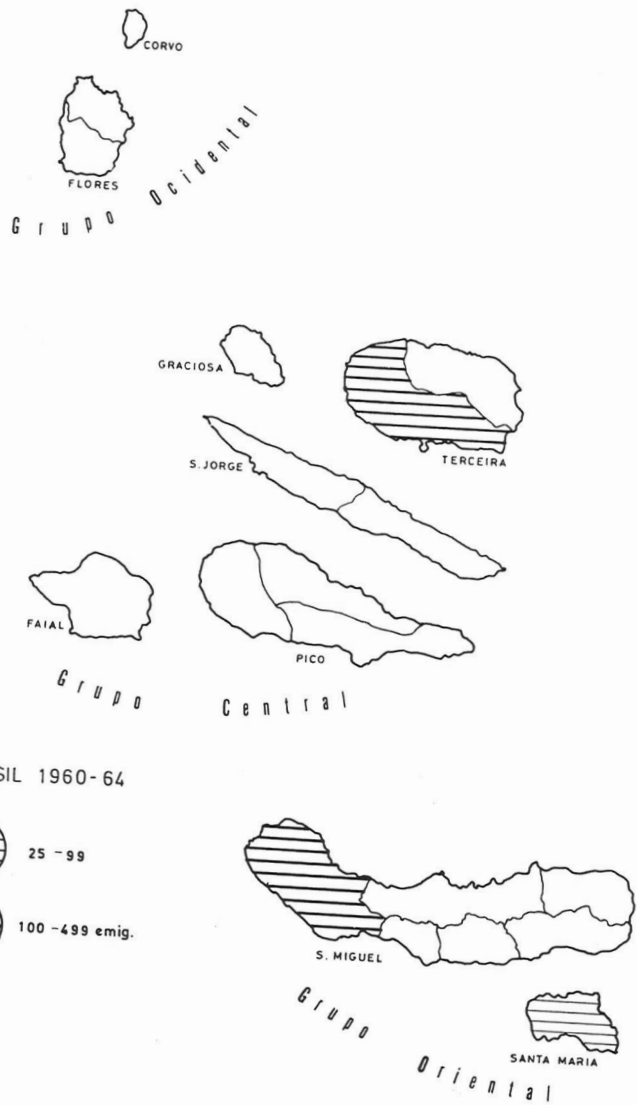 CORVO
FLORES
Grupo Ocidental
GRACIOSA
TERCEIRA
S. JORGE
FAIAL
PICO
Grupo Central
SIL 1960-64
25 - 99
100 - 499 emig.
S. MIGUEL
Grupo Oriental
SANTA MARIA